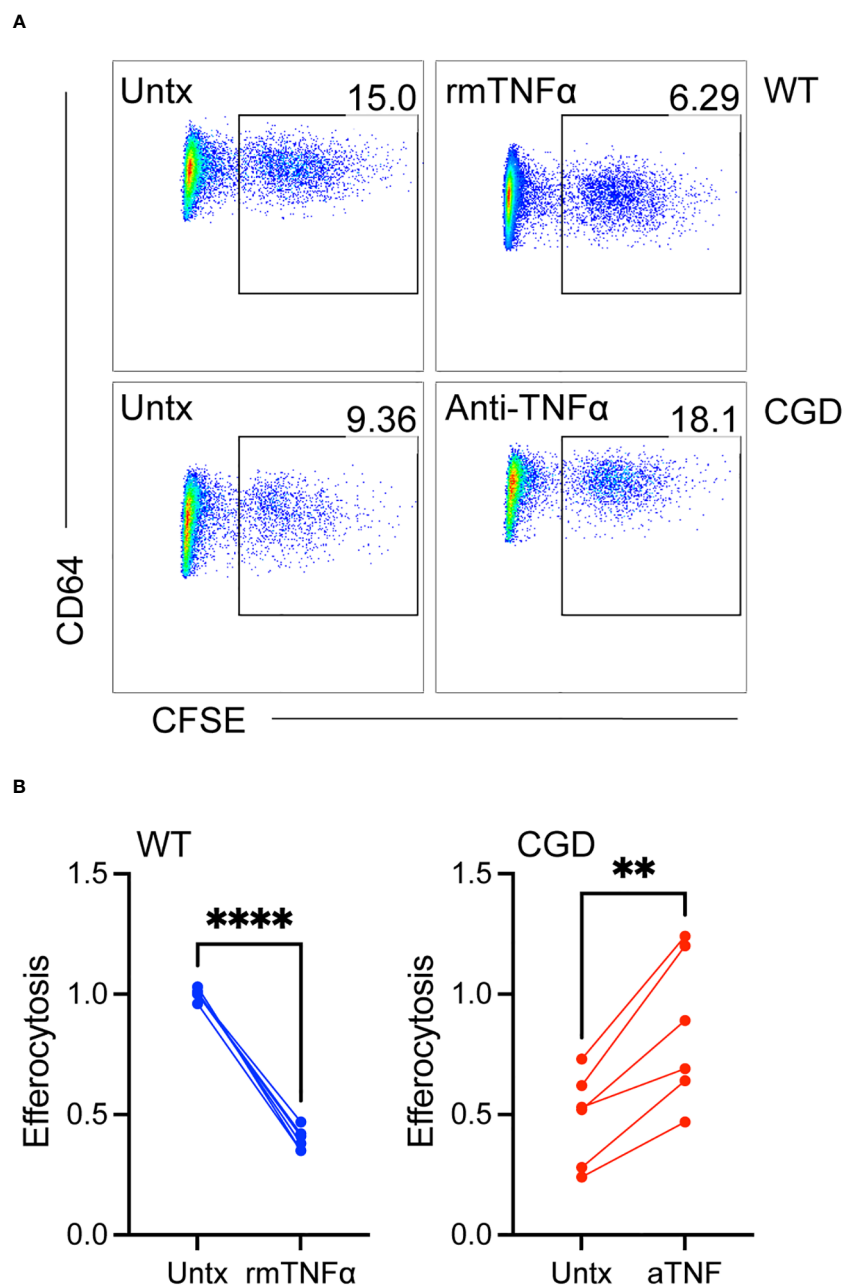 A
Untx 15.0 rmTNFα 6.29 WT
Untx 9.36 Anti-TNFα 18.1 CGD
CD64
CFSE
B
WT CGD
1.5 1.5
**** **
1.0 1.0
Efferocytosis Efferocytosis
0.5 0.5
0.0 0.0
Untx rmTNFα Untx aTNF